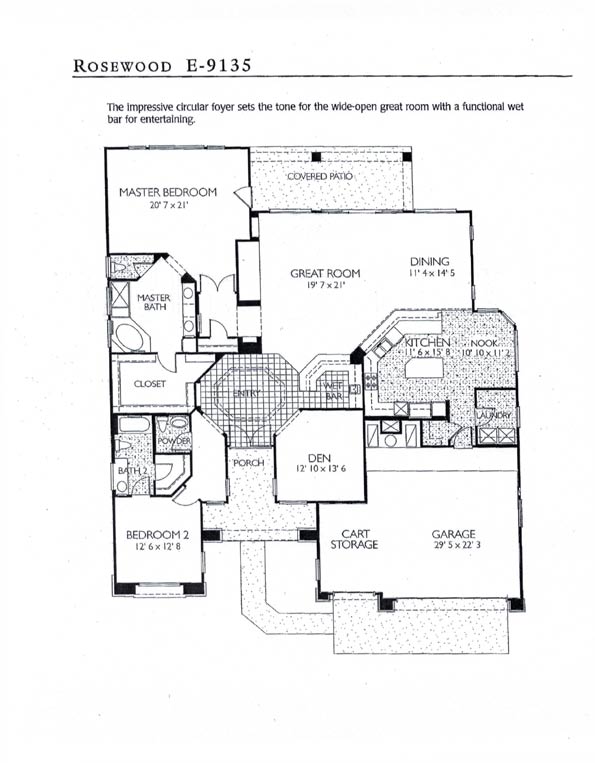 ROSEWOOD E-9135
The impressive circular foyer sets the tone for the wide-open great room with a functional wet
bar for entertaining.
COVERED PATIO
MASTER BEDROOM
20' 7 x 21'
GREAT ROOM
19' 7 x 21'
DINING
11' 4 x 14' 5
MASTER
BATH
KITCHEN
11' 6 x 15' 8
NOOK
10' 10 x 11' 2
CLOSET
ENTRY
WET
BAR
LAUNDRY
POWDER
BATH 2
PORCH
DEN
12' 10 x 13' 6
BEDROOM 2
12' 6 x 12' 8
CART
STORAGE
GARAGE
29' 5 x 22' 3